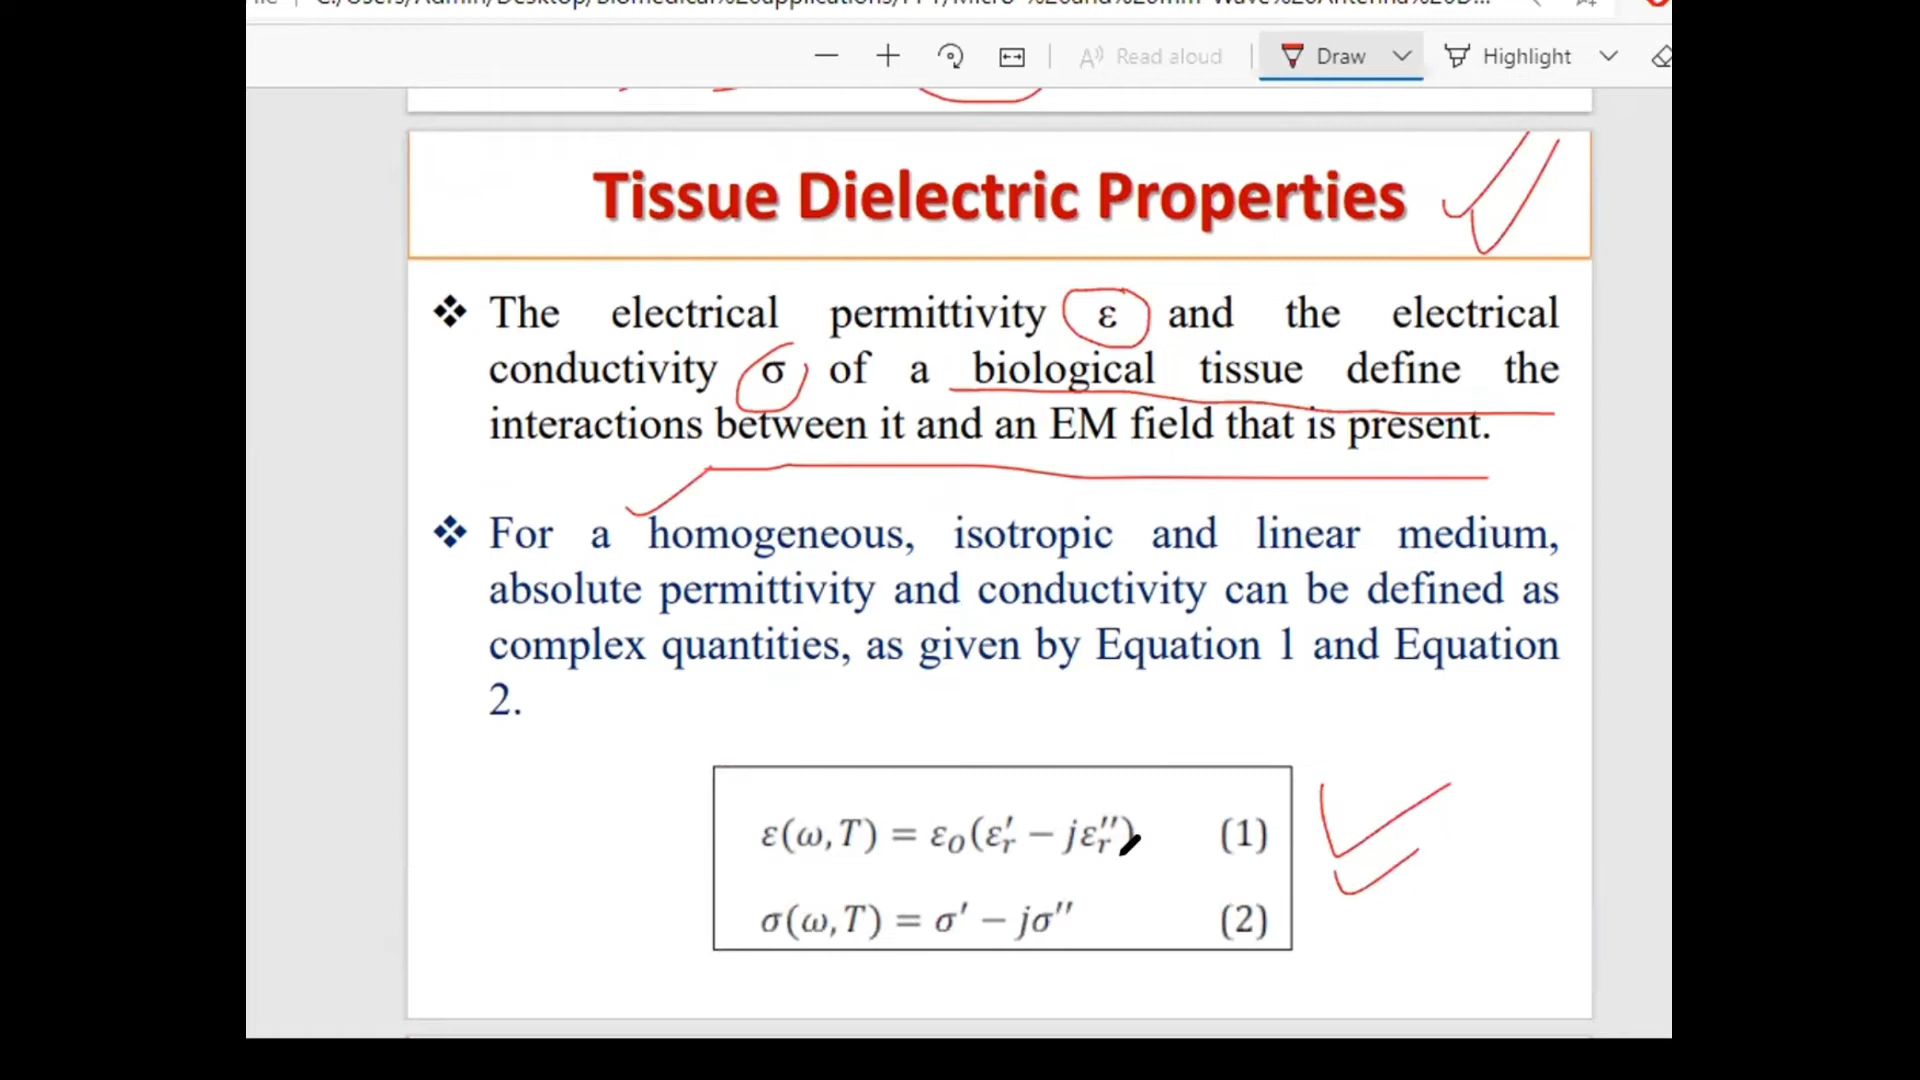 Read aloud
Draw
Highlight
Tissue Dielectric Properties
The electrical permittivity ε and the electrical
conductivity σ of a biological tissue define the
interactions between it and an EM field that is present.
For a homogeneous, isotropic and linear medium,
absolute permittivity and conductivity can be defined as
complex quantities, as given by Equation 1 and Equation
2.
ε(ω,T) = ε₀(ε′ᵣ − jε″ᵣ) (1)
σ(ω,T) = σ′ − jσ″ (2)